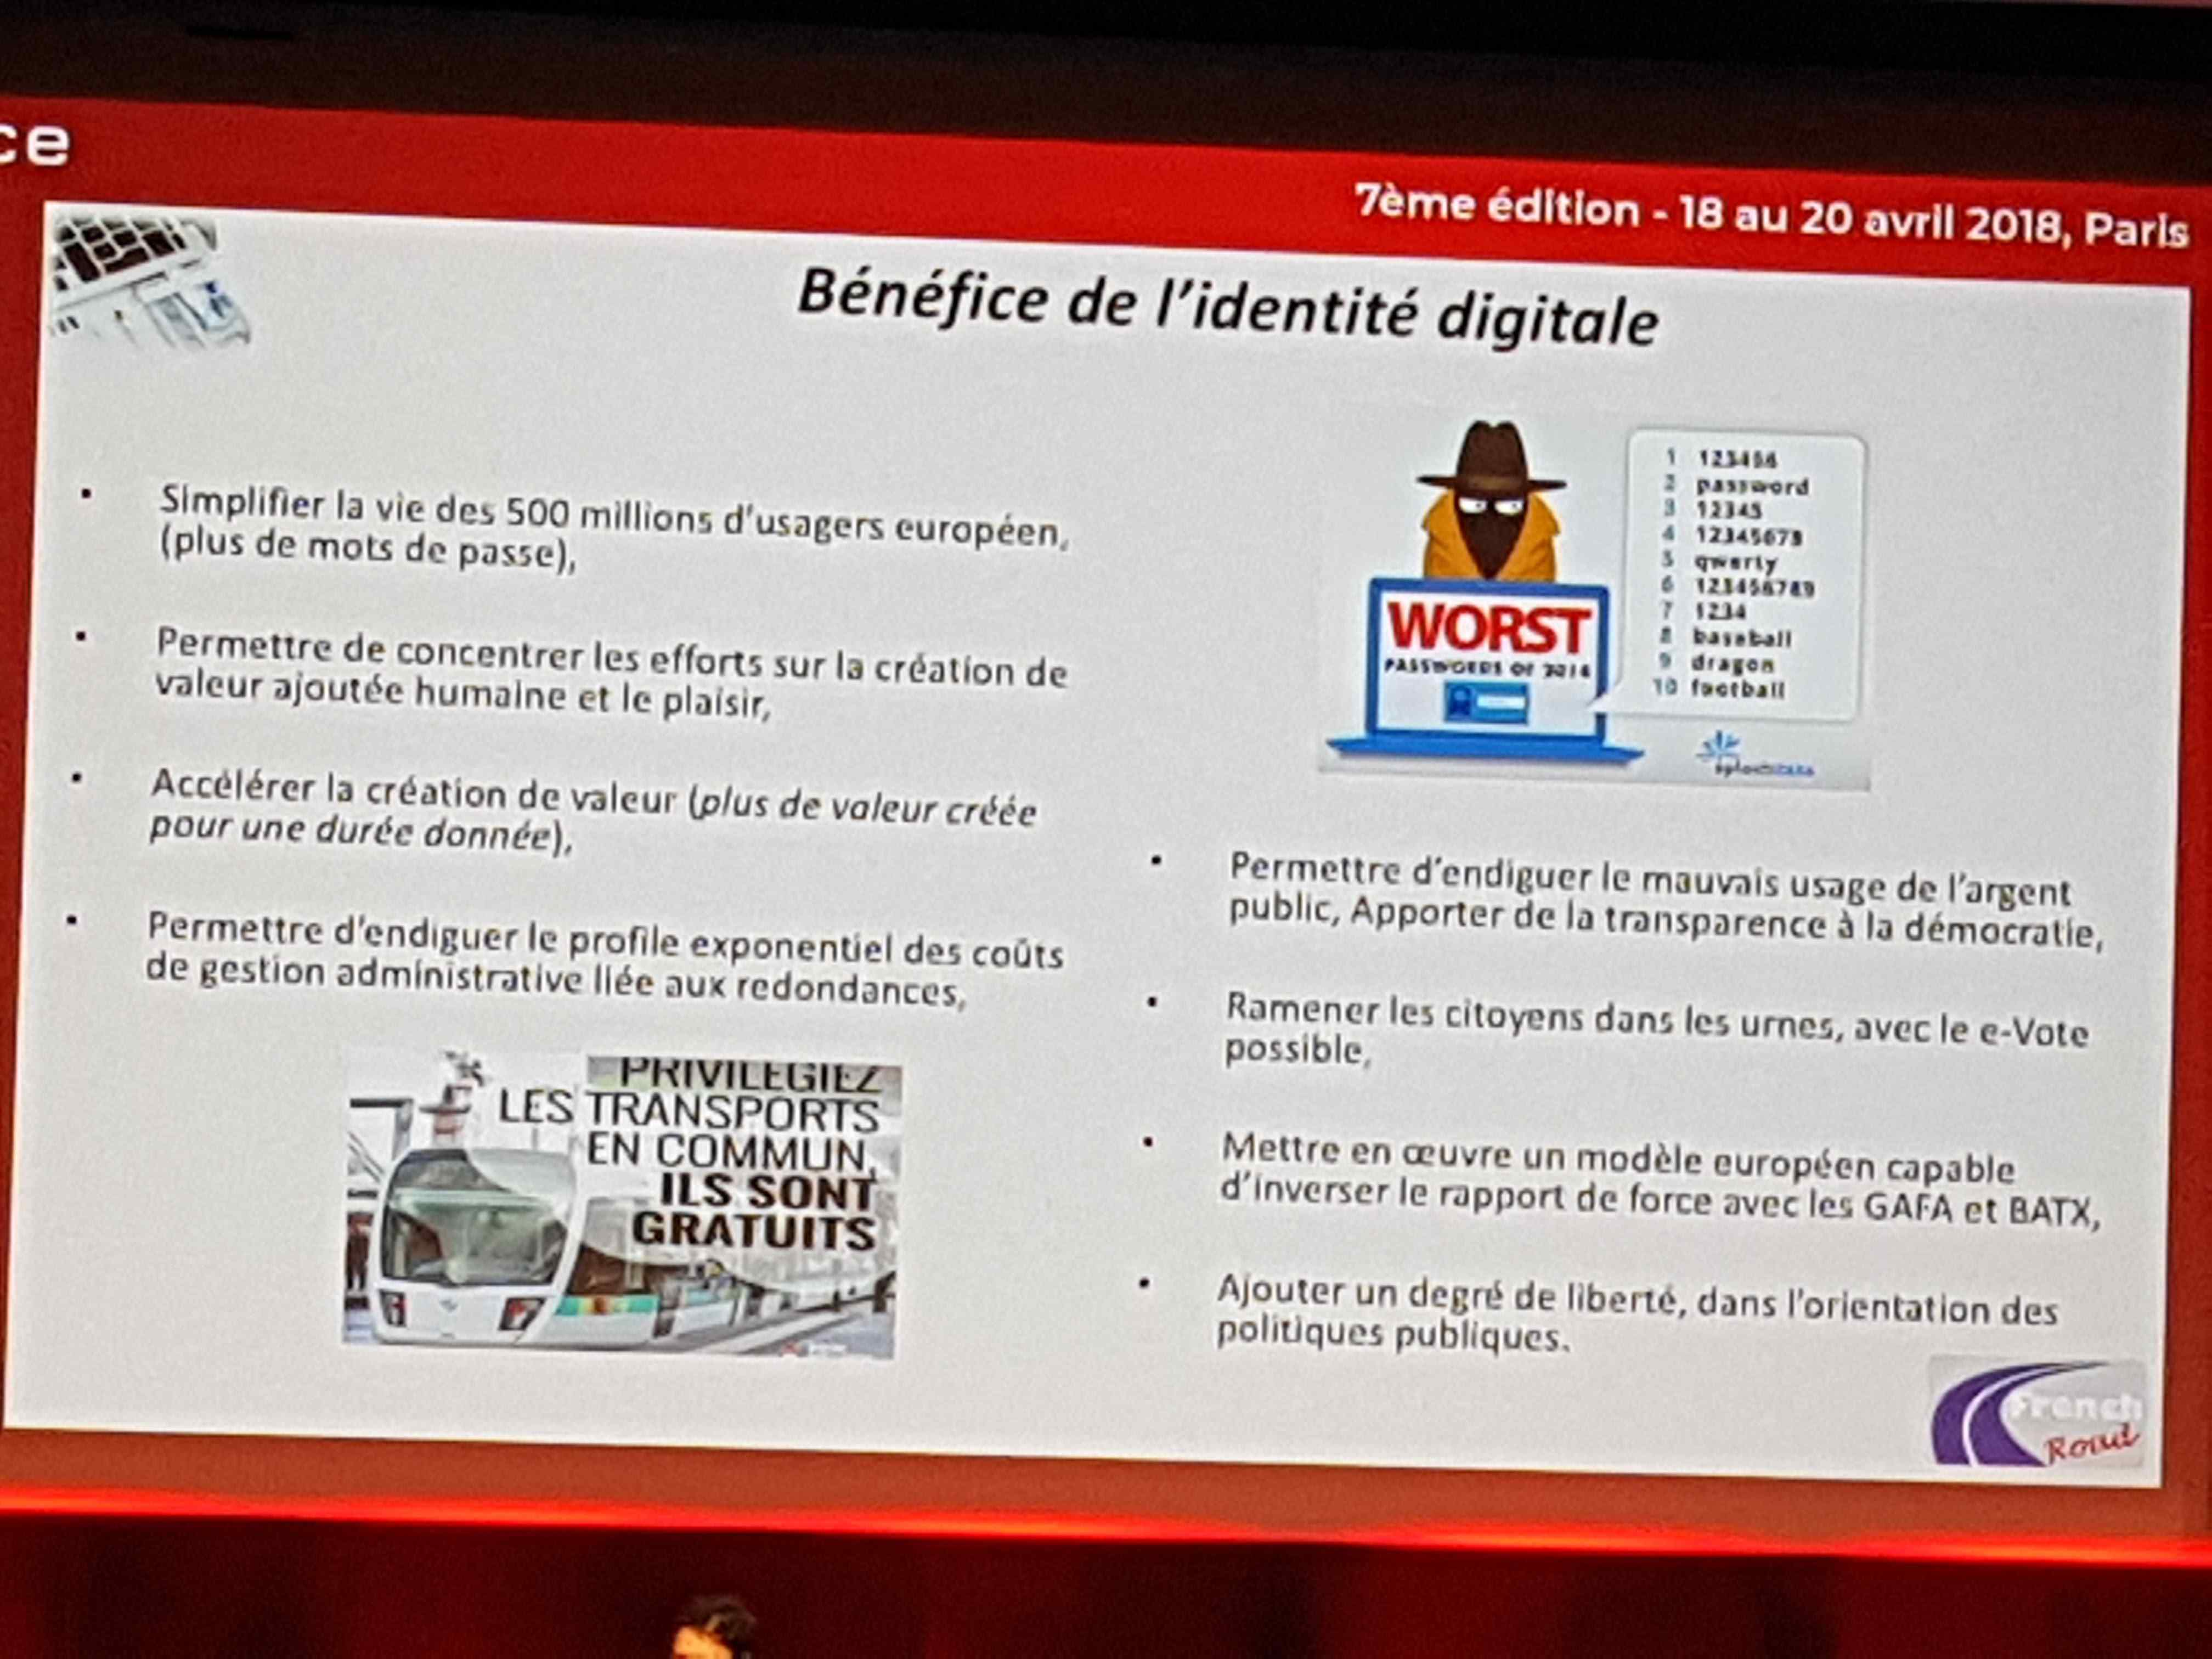 ce
7ème édition - 18 au 20 avril 2018, Paris
Bénéfice de l'identité digitale
• Simplifier la vie des 500 millions d'usagers européen,
(plus de mots de passe),
• Permettre de concentrer les efforts sur la création de
valeur ajoutée humaine et le plaisir,
• Accélérer la création de valeur (plus de valeur créée
pour une durée donnée),
• Permettre d'endiguer le profile exponentiel des coûts
de gestion administrative liée aux redondances,
PRIVILEGIEZ
LES TRANSPORTS
EN COMMUN,
ILS SONT
GRATUITS
WORST
PASSWORDS OF 2014
1 123456
2 password
3 12345
4 12345678
5 qwerty
6 123456789
7 1234
8 baseball
9 dragon
10 football
• Permettre d'endiguer le mauvais usage de l'argent
public, Apporter de la transparence à la démocratie,
• Ramener les citoyens dans les urnes, avec le e-Vote
possible,
• Mettre en œuvre un modèle européen capable
d'inverser le rapport de force avec les GAFA et BATX,
• Ajouter un degré de liberté, dans l'orientation des
politiques publiques.
French
Road